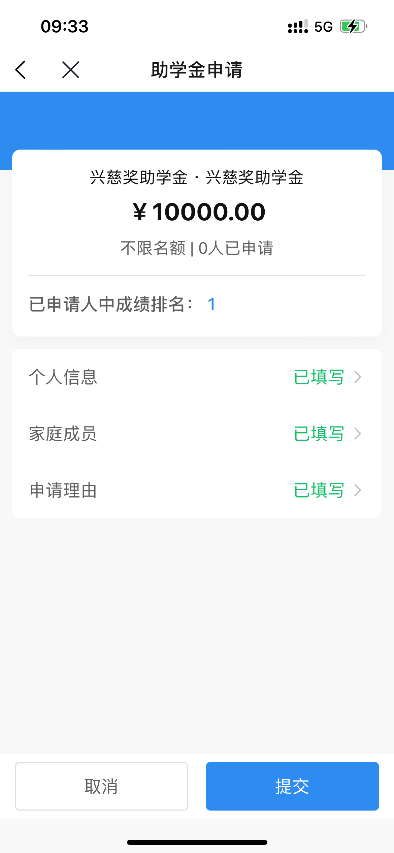 09:33
5G
助学金申请
兴慈奖助学金·兴慈奖助学金
￥10000.00
不限名额 | 0人已申请
已申请人中成绩排名： 1
个人信息 已填写
家庭成员 已填写
申请理由 已填写
取消 提交